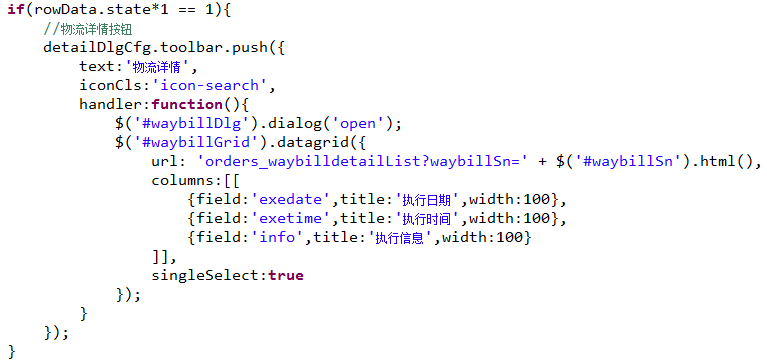 if(rowData.state*1 == 1){
    //物流详情按钮
    detailDlgCfg.toolbar.push({
        text:'物流详情',
        iconCls:'icon-search',
        handler:function(){
            $('#waybillDlg').dialog('open');
            $('#waybillGrid').datagrid({
                url: 'orders_waybilldetailList?waybillSn=' + $('#waybillSn').html(),
                columns:[[
                    {field:'exedate',title:'执行日期',width:100},
                    {field:'exetime',title:'执行时间',width:100},
                    {field:'info',title:'执行信息',width:100}
                ]],
                singleSelect:true
            });
        }
    });
}